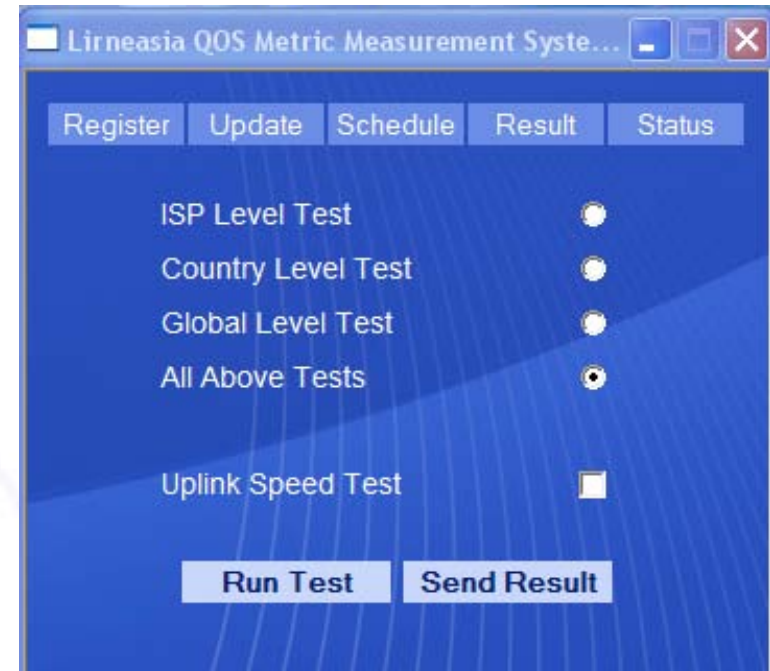 Lirneasia QOS Metric Measurement Syste...
Register Update Schedule Result Status
ISP Level Test
Country Level Test
Global Level Test
All Above Tests
Uplink Speed Test
Run Test Send Result